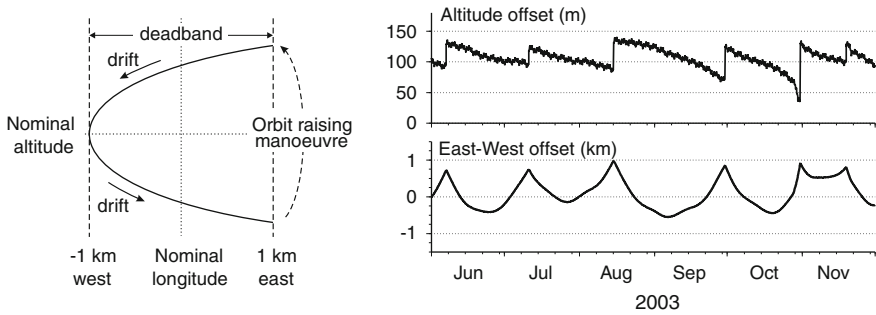 deadband
drift
Nominal
altitude
Orbit raising
manoeuvre
drift
-1 km
west
Nominal
longitude
1 km
east
Altitude offset (m)
150
100
50
0
East-West offset (km)
1
0
-1
Jun Jul Aug Sep Oct Nov
2003